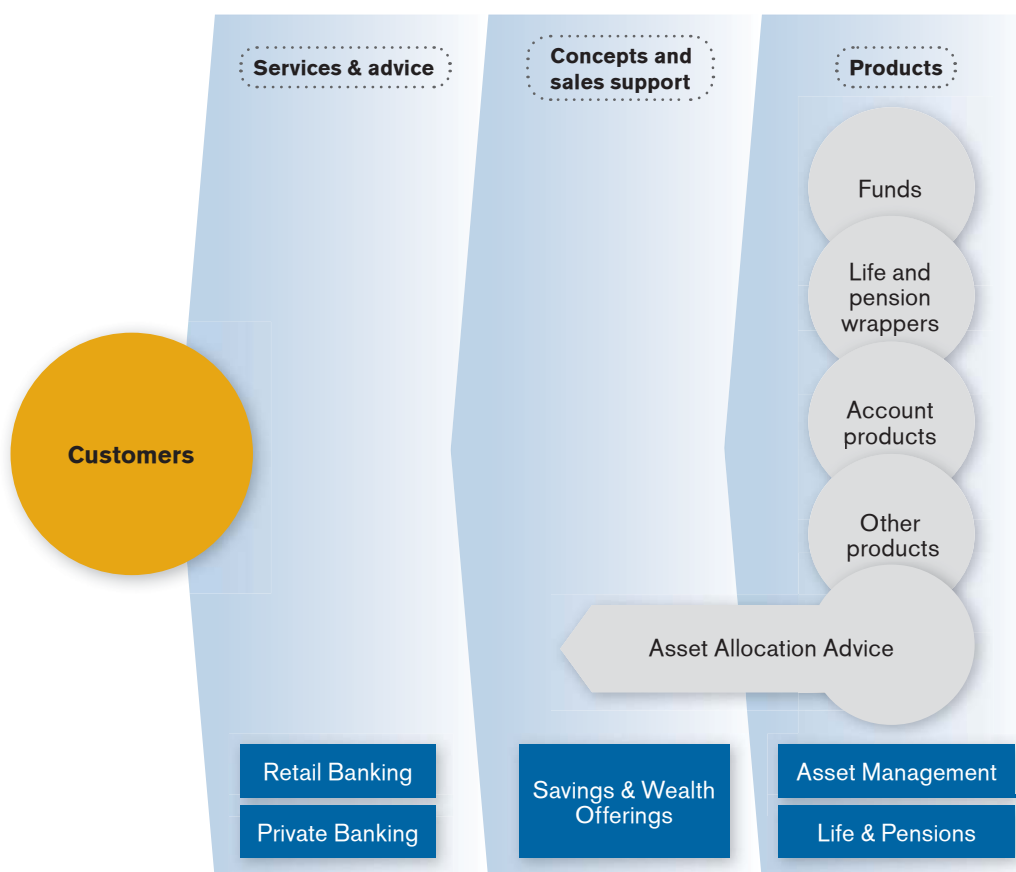 Services & advice
Concepts and
sales support
Products
Funds
Life and
pension
wrappers
Account
products
Other
products
Customers
Asset Allocation Advice
Retail Banking
Private Banking
Savings & Wealth
Offerings
Asset Management
Life & Pensions